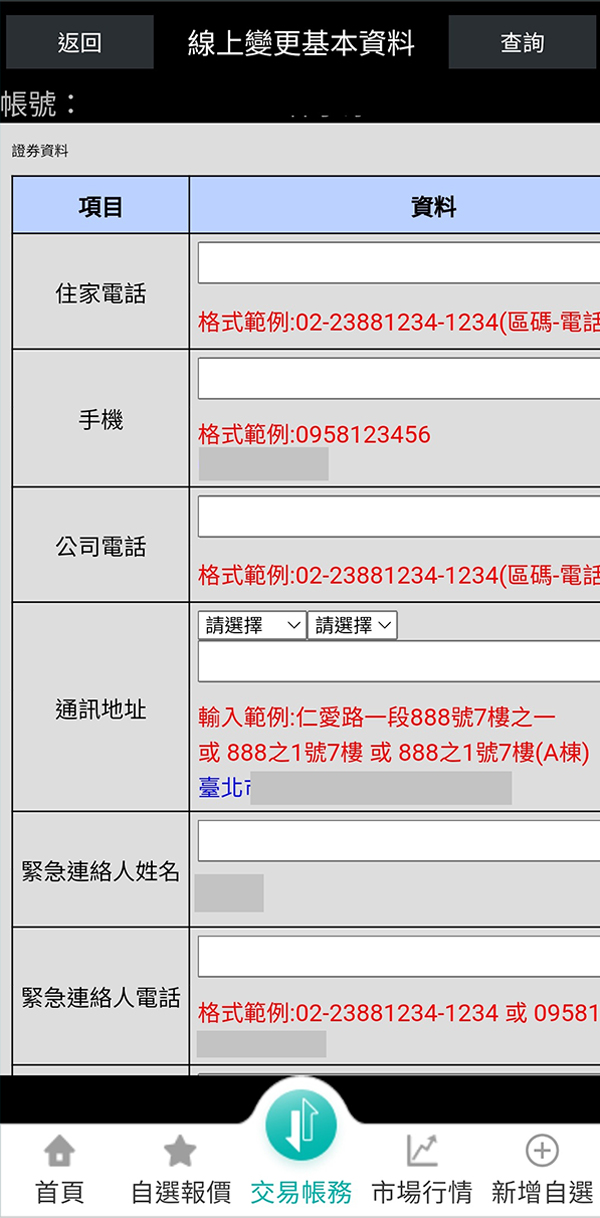 返回
線上變更基本資料
查詢
帳號：
證券資料
項目
資料
住家電話
格式範例:02-23881234-1234(區碼-電話
手機
格式範例:0958123456
公司電話
格式範例:02-23881234-1234(區碼-電話
通訊地址
請選擇
請選擇
輸入範例:仁愛路一段888號7樓之一
或 888之1號7樓 或 888之1號7樓(A棟)
臺北
緊急連絡人姓名
緊急連絡人電話
格式範例:02-23881234-1234 或 09581
首頁
自選報價
交易帳務
市場行情
新增自選